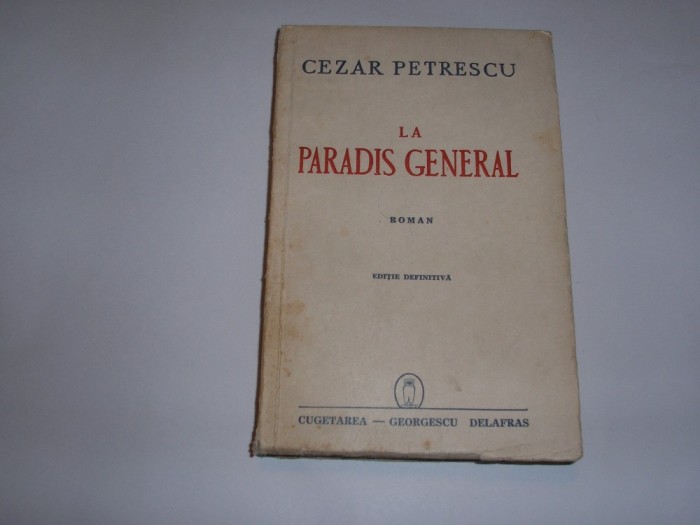 CEZAR PETRESCU
LA
PARADIS GENERAL
ROMAN
EDIȚIE DEFINITIVĂ
CUGETAREA — GEORGESCU DELAFRAS